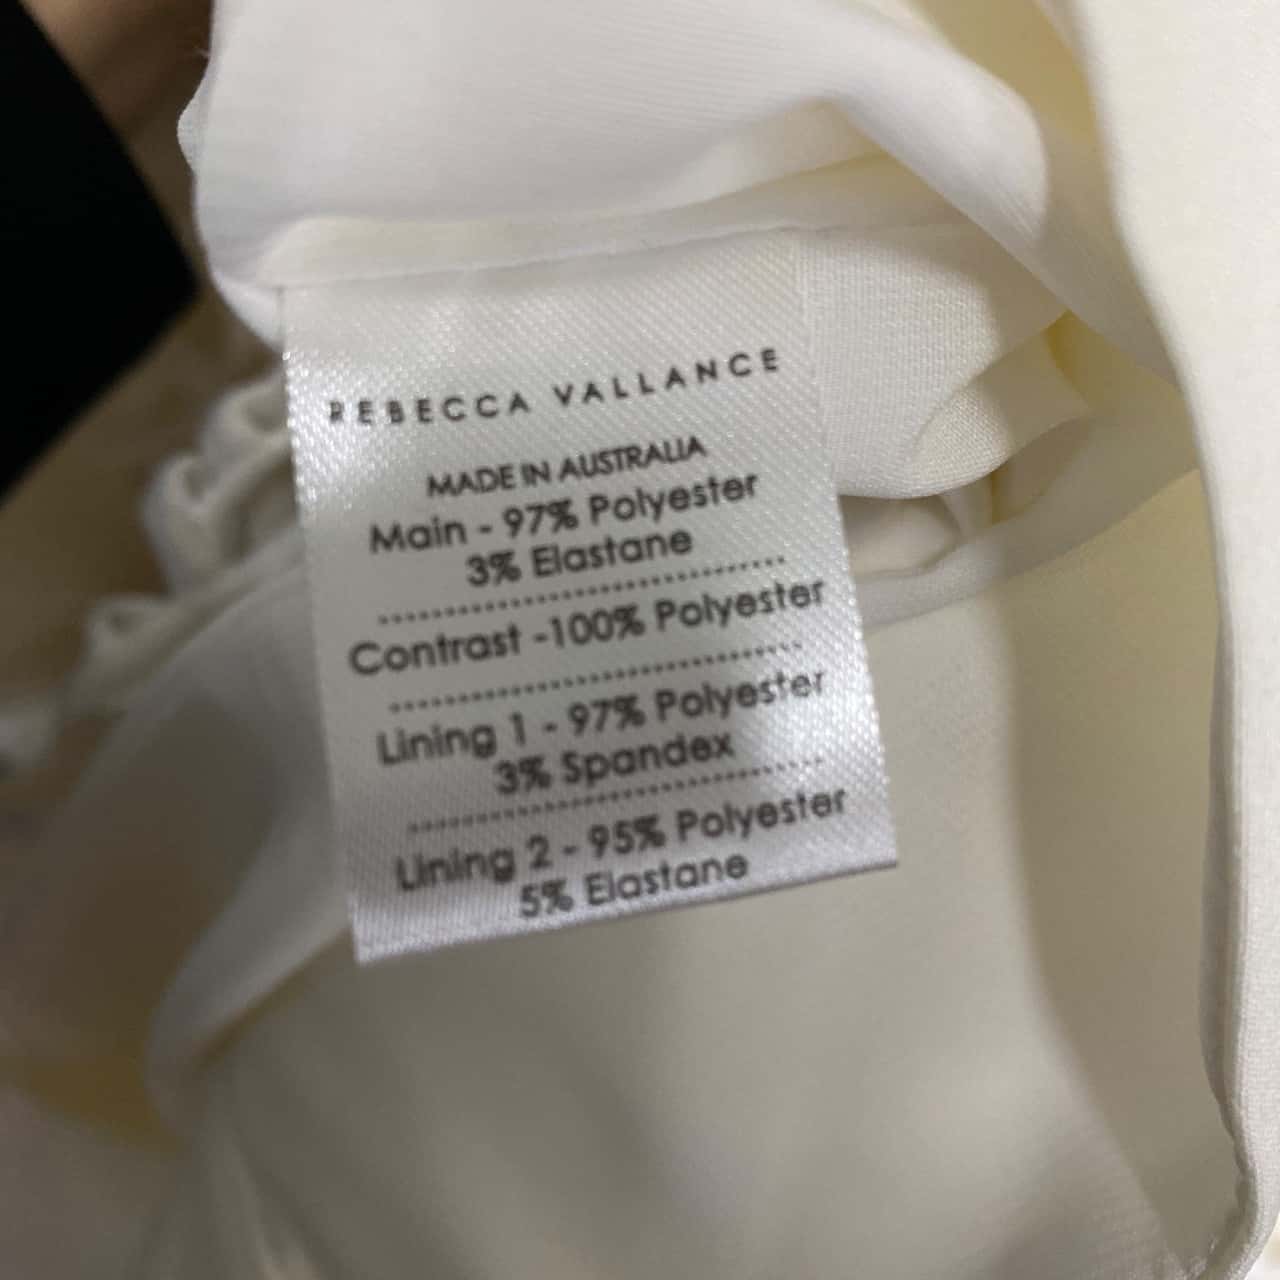 REBECCA VALLANCE
MADE IN AUSTRALIA
Main - 97% Polyester
3% Elastane
Contrast -100% Polyester
Lining 1 - 97% Polyester
3% Spandex
Lining 2 - 95% Polyester
5% Elastane